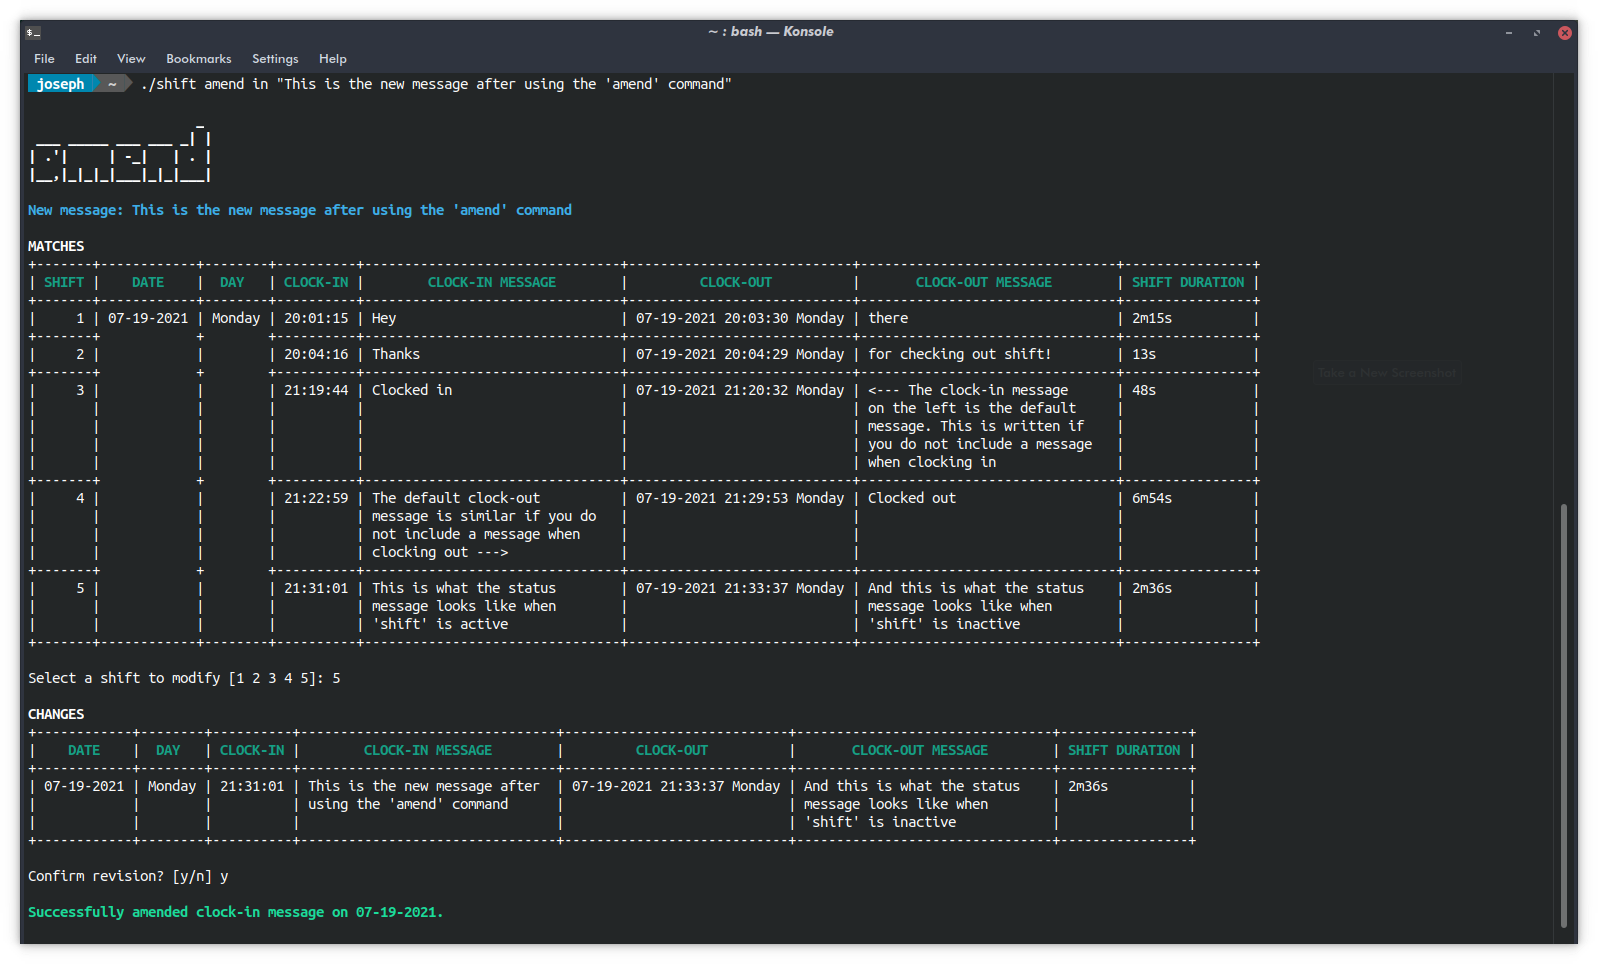 ~ : bash — Konsole
File Edit View Bookmarks Settings Help
joseph ~ ./shift amend in "This is the new message after using the 'amend' command"
amend
New message: This is the new message after using the 'amend' command
MATCHES
+-------+------------+--------+----------+--------------------------------+----------------------------+--------------------------------+----------------+
| SHIFT |    DATE    |  DAY   | CLOCK-IN |        CLOCK-IN MESSAGE        |         CLOCK-OUT          |       CLOCK-OUT MESSAGE        | SHIFT DURATION |
+-------+------------+--------+----------+--------------------------------+----------------------------+--------------------------------+----------------+
|     1 | 07-19-2021 | Monday | 20:01:15 | Hey                            | 07-19-2021 20:03:30 Monday | there                          | 2m15s          |
+-------+            +        +----------+--------------------------------+----------------------------+--------------------------------+----------------+
|     2 |            |        | 20:04:16 | Thanks                         | 07-19-2021 20:04:29 Monday | for checking out shift!        | 13s            |
+-------+            +        +----------+--------------------------------+----------------------------+--------------------------------+----------------+
|     3 |            |        | 21:19:44 | Clocked in                     | 07-19-2021 21:20:32 Monday | <--- The clock-in message      | 48s            |
|       |            |        |          |                                |                            | on the left is the default     |                |
|       |            |        |          |                                |                            | message. This is written if    |                |
|       |            |        |          |                                |                            | you do not include a message   |                |
|       |            |        |          |                                |                            | when clocking in               |                |
+-------+            +        +----------+--------------------------------+----------------------------+--------------------------------+----------------+
|     4 |            |        | 21:22:59 | The default clock-out          | 07-19-2021 21:29:53 Monday | Clocked out                    | 6m54s          |
|       |            |        |          | message is similar if you do   |                            |                                |                |
|       |            |        |          | not include a message when     |                            |                                |                |
|       |            |        |          | clocking out --->              |                            |                                |                |
+-------+            +        +----------+--------------------------------+----------------------------+--------------------------------+----------------+
|     5 |            |        | 21:31:01 | This is what the status        | 07-19-2021 21:33:37 Monday | And this is what the status    | 2m36s          |
|       |            |        |          | message looks like when        |                            | message looks like when        |                |
|       |            |        |          | 'shift' is active              |                            | 'shift' is inactive            |                |
+-------+------------+--------+----------+--------------------------------+----------------------------+--------------------------------+----------------+
Take a New Screenshot
Select a shift to modify [1 2 3 4 5]: 5
CHANGES
+------------+--------+----------+--------------------------------+----------------------------+--------------------------------+----------------+
|    DATE    |  DAY   | CLOCK-IN |        CLOCK-IN MESSAGE        |         CLOCK-OUT          |       CLOCK-OUT MESSAGE        | SHIFT DURATION |
+------------+--------+----------+--------------------------------+----------------------------+--------------------------------+----------------+
| 07-19-2021 | Monday | 21:31:01 | This is the new message after  | 07-19-2021 21:33:37 Monday | And this is what the status    | 2m36s          |
|            |        |          | using the 'amend' command      |                            | message looks like when        |                |
|            |        |          |                                |                            | 'shift' is inactive            |                |
+------------+--------+----------+--------------------------------+----------------------------+--------------------------------+----------------+
Confirm revision? [y/n] y
Successfully amended clock-in message on 07-19-2021.